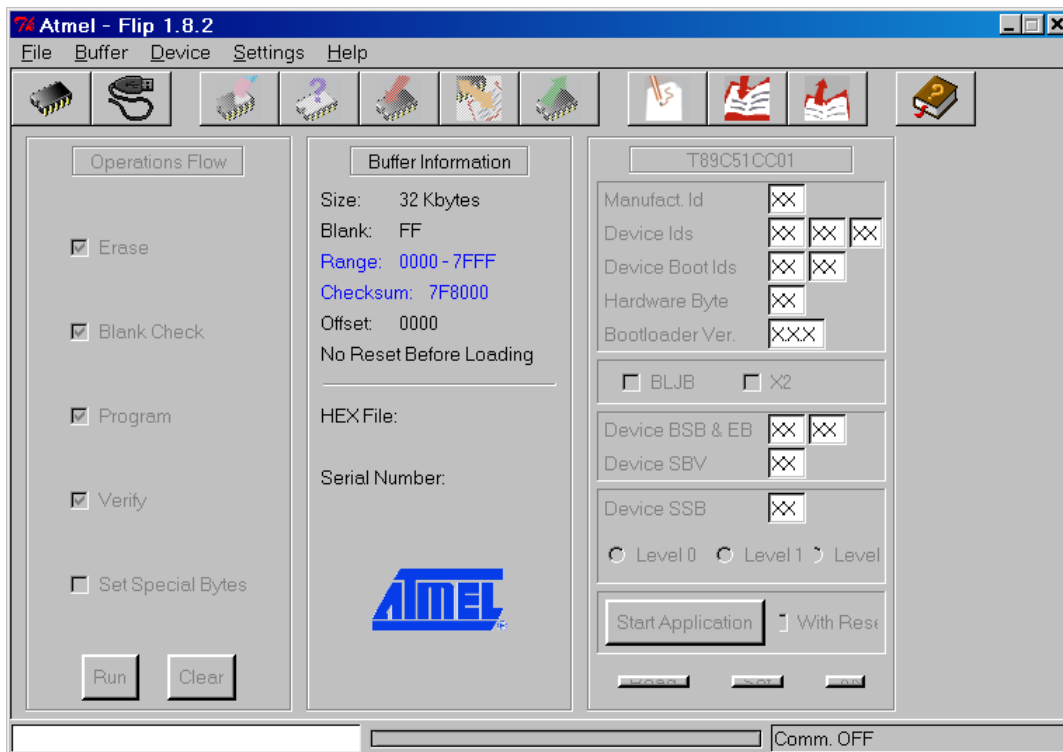 Atmel - Flip 1.8.2
File Buffer Device Settings Help
Operations Flow
Erase
Blank Check
Program
Verify
Set Special Bytes
Run Clear
Buffer Information
Size: 32 Kbytes
Blank: FF
Range: 0000 - 7FFF
Checksum: 7F8000
Offset: 0000
No Reset Before Loading
HEX File:
Serial Number:
ATMEL
T89C51CC01
Manufact. Id XX
Device Ids XX XX XX
Device Boot Ids XX XX
Hardware Byte XX
Bootloader Ver. X.X.X
BLJB X2
Device BSB & EB XX XX
Device SBV XX
Device SSB XX
Level 0 Level 1 Level
Start Application With Rese
Comm. OFF